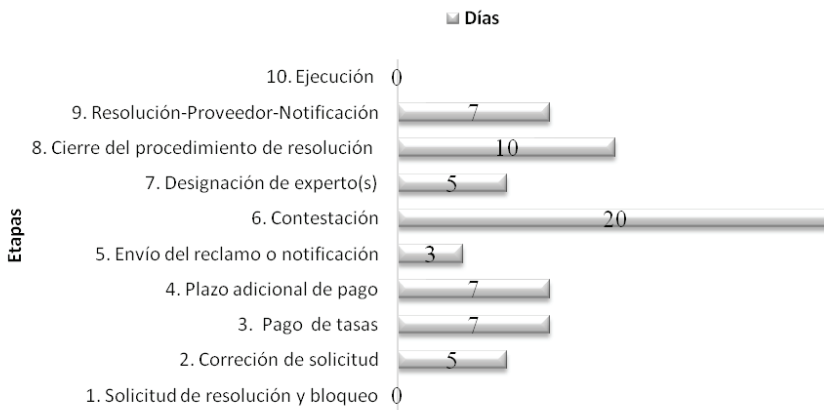 Días
10. Ejecución 0
9. Resolución-Proveedor-Notificación 7
8. Cierre del procedimiento de resolución 10
7. Designación de experto(s) 5
6. Contestación 20
5. Envío del reclamo o notificación 3
4. Plazo adicional de pago 7
3. Pago de tasas 7
2. Correción de solicitud 5
1. Solicitud de resolución y bloqueo 0
Etapas